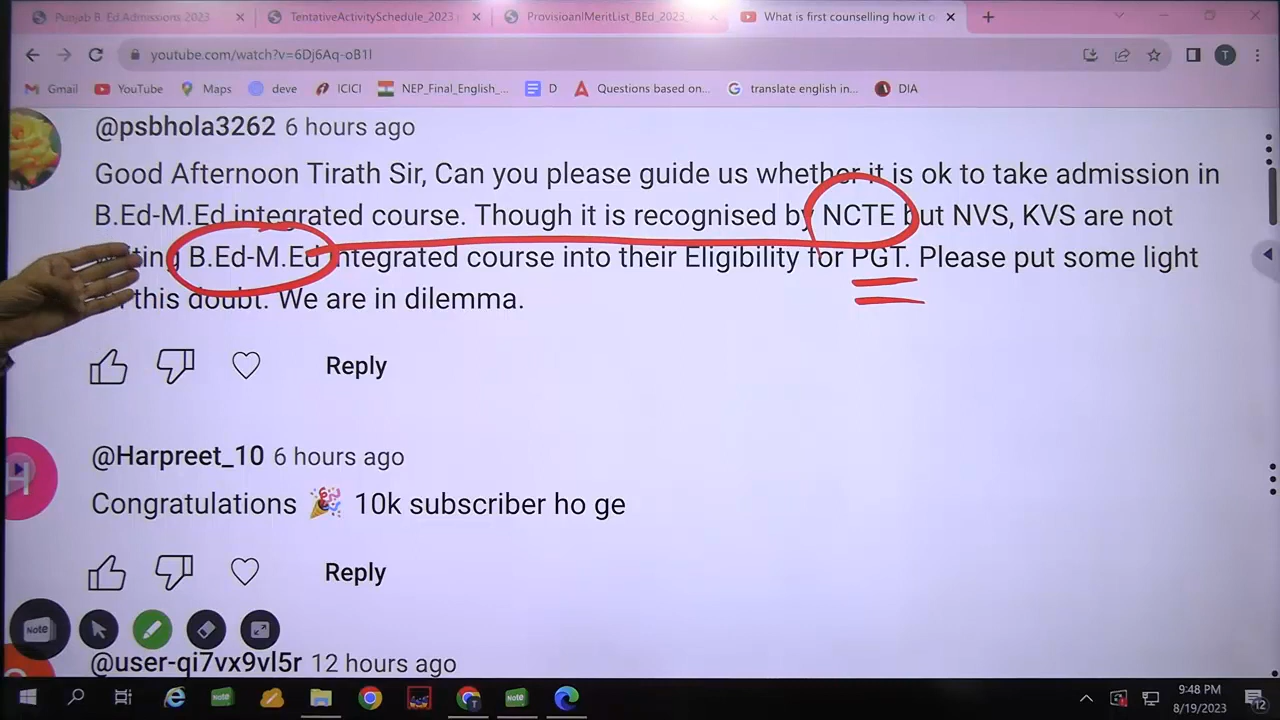 Punjab B. Ed Admissions 2023
TentativeActivitySchedule_2023
ProvisioanlMeritList_BEd_2023_
What is first counselling how it o
youtube.com/watch?v=6Dj6Aq-oB1I
T
Gmail
YouTube
Maps
deve
ICICI
NEP_Final_English_...
D
Questions based on...
translate english in...
DIA
@psbhola3262 6 hours ago
Good Afternoon Tirath Sir, Can you please guide us whether it is ok to take admission in
B.Ed-M.Ed integrated course. Though it is recognised by NCTE but NVS, KVS are not
B.Ed-M.Ed integrated course into their Eligibility for PGT. Please put some light
this doubt. We are in dilemma.
Reply
H
@Harpreet_10 6 hours ago
Congratulations 🎉 10k subscriber ho ge
Reply
Note
@user-qi7vx9vl5r 12 hours ago
Note
T
Note
9:48 PM
8/19/2023
12